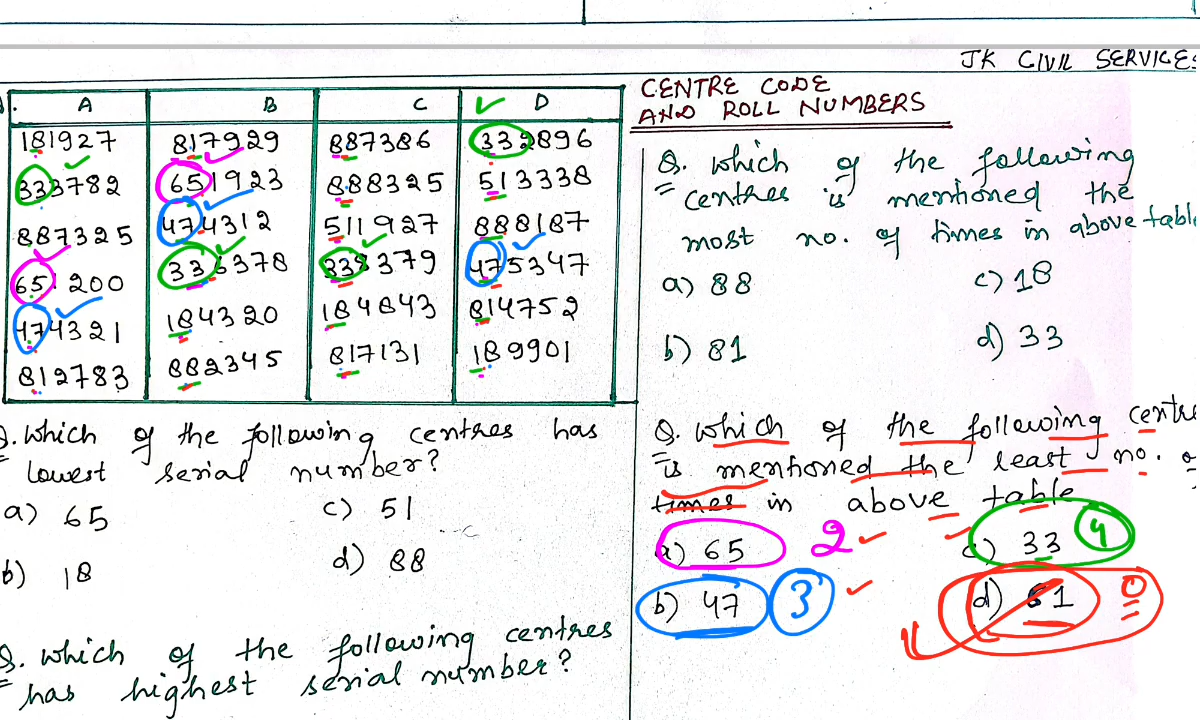 JK CIVIL SERVICES
CENTRE CODE
AND ROLL NUMBERS
A B C D
181927 817929 887386 332896
333782 651923 888325 513338
887325 474312 511927 888187
651200 336378 338379 475347
474321 184320 184843 814752
812783 882345 817131 189901
Q. which of the following
centres is mentioned the
most no. of times in above table
a) 88 c) 18
b) 81 d) 33
Q. which of the following centres has
lowest serial number?
a) 65 c) 51
b) 18 d) 88
Q. which of the following centres
has highest serial number?
Q. which of the following centre
is mentioned the least no. of
times in above table
a) 65 2 c) 33 4
b) 47 3 d) 61 0